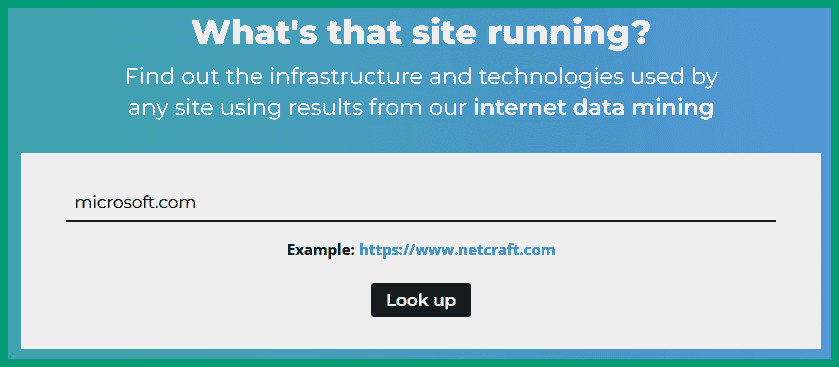 What's that site running?
Find out the infrastructure and technologies used by
any site using results from our internet data mining
microsoft.com
Example: https://www.netcraft.com
Look up